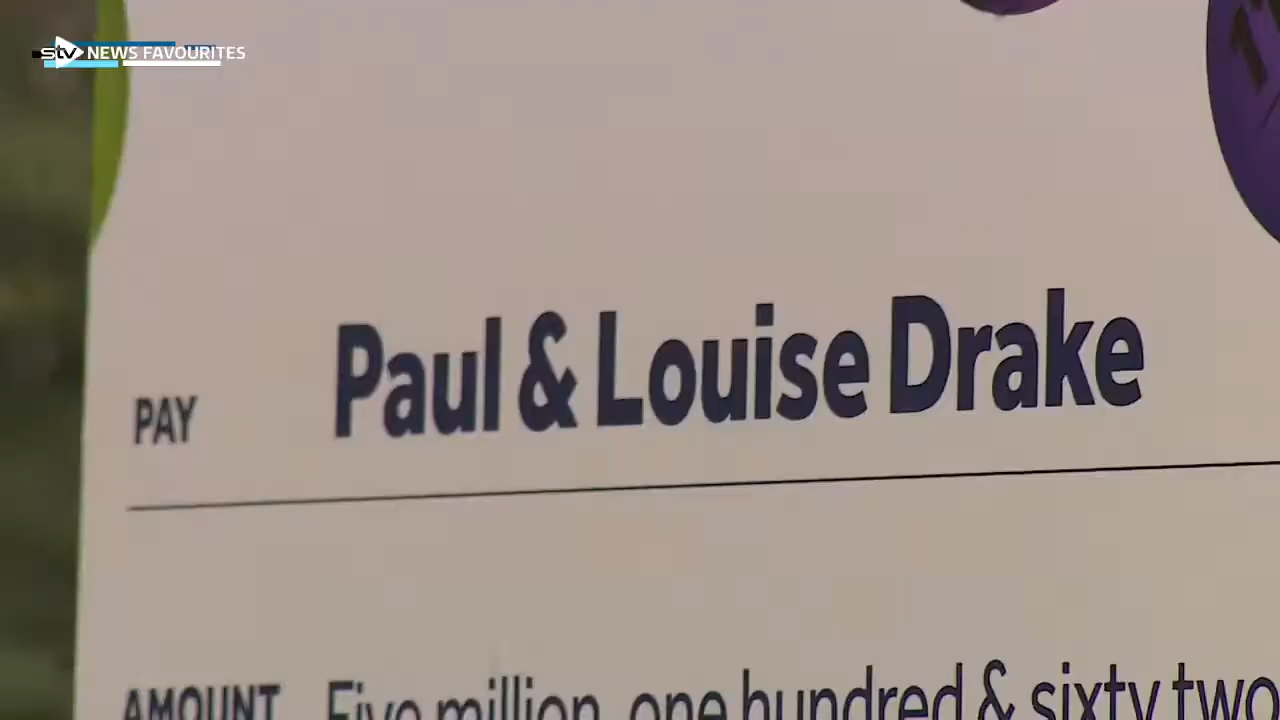 stv NEWS FAVOURITES
PAY Paul & Louise Drake
AMOUNT Five million, one hundred & sixty two